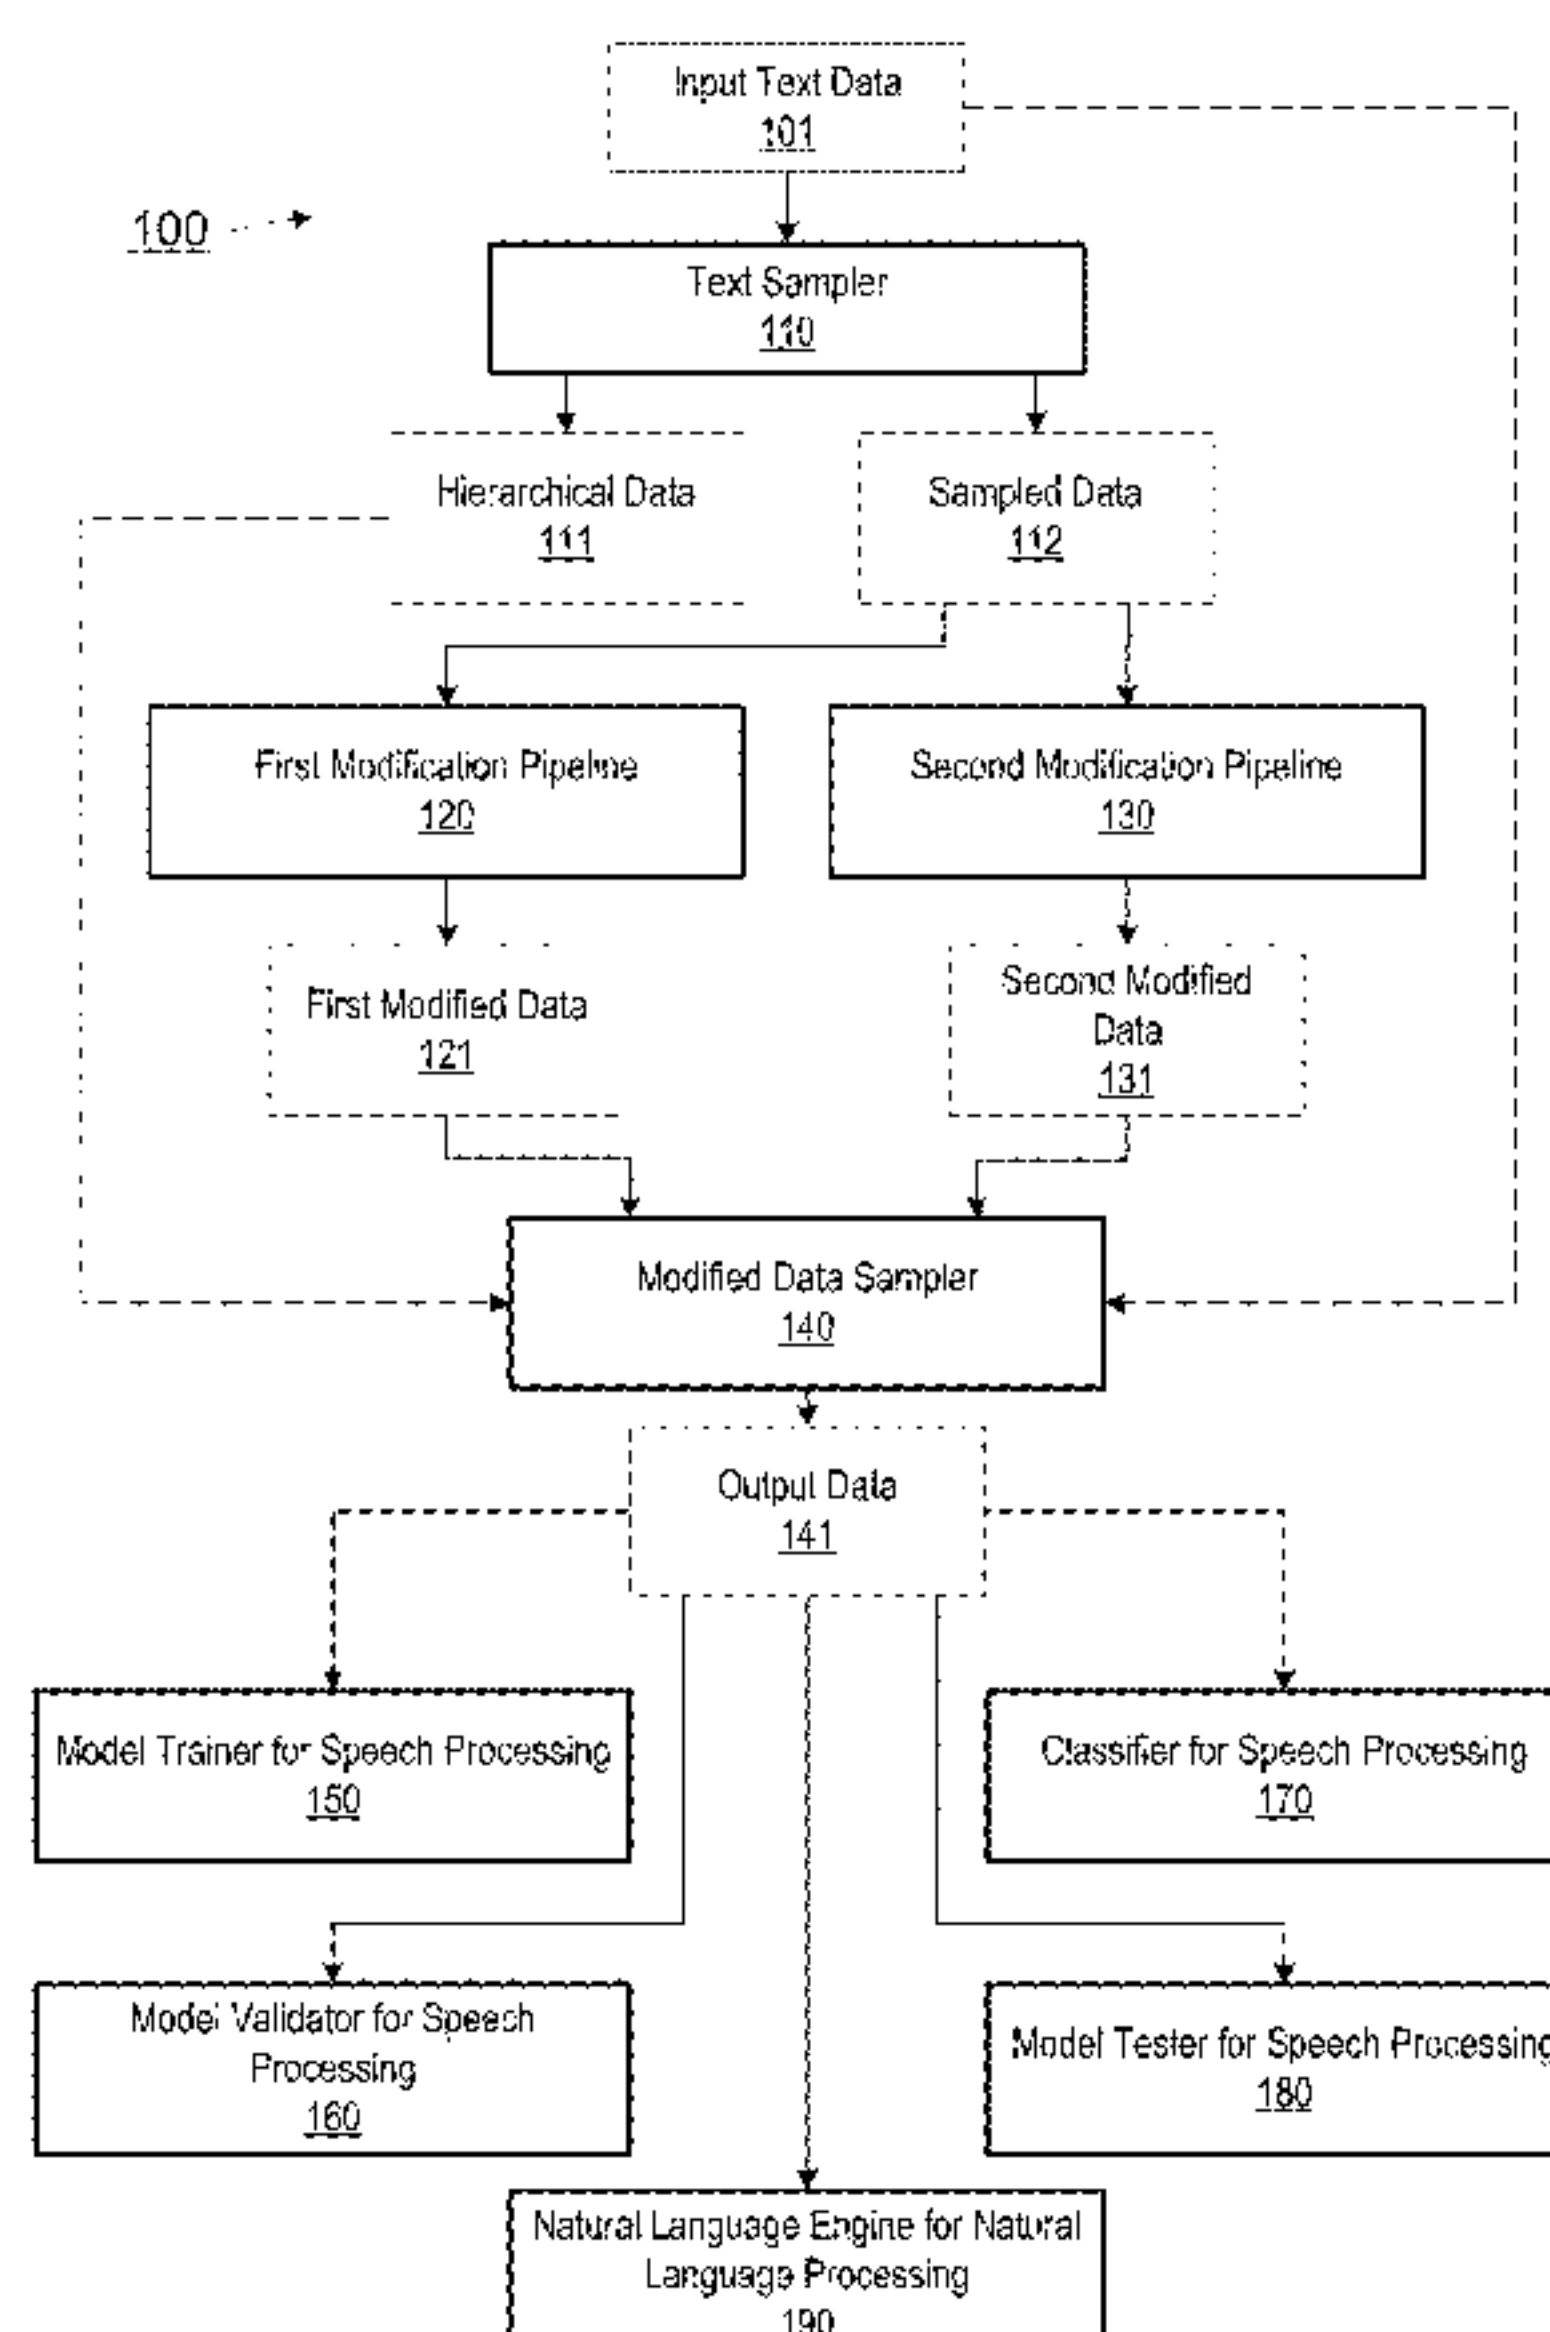 Input Text Data
101
100
Text Sampler
110
Hierarchical Data
111
Sampled Data
112
First Modification Pipeline
120
Second Modification Pipeline
130
First Modified Data
121
Second Modified
Data
131
Modified Data Sampler
140
Output Data
141
Model Trainer for Speech Processing
150
Classifier for Speech Processing
170
Model Validator for Speech
Processing
160
Model Tester for Speech Processing
180
Natural Language Engine for Natural
Language Processing
190